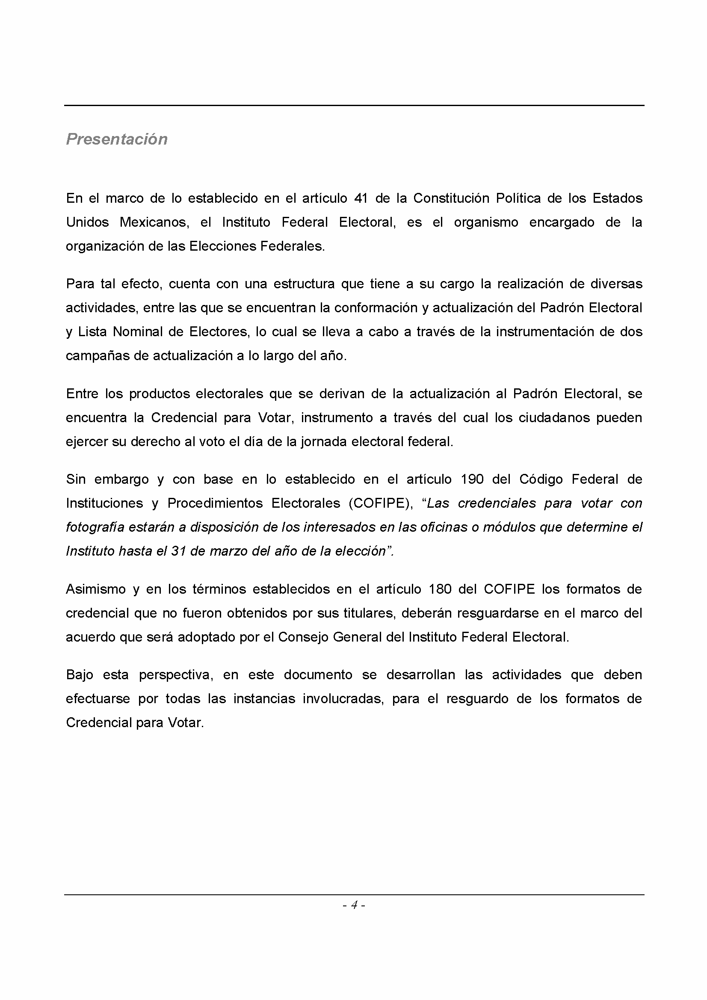 Presentación
En el marco de lo establecido en el artículo 41 de la Constitución Política de los Estados
Unidos Mexicanos, el Instituto Federal Electoral, es el organismo encargado de la
organización de las Elecciones Federales.
Para tal efecto, cuenta con una estructura que tiene a su cargo la realización de diversas
actividades, entre las que se encuentran la conformación y actualización del Padrón Electoral
y Lista Nominal de Electores, lo cual se lleva a cabo a través de la instrumentación de dos
campañas de actualización a lo largo del año.
Entre los productos electorales que se derivan de la actualización al Padrón Electoral, se
encuentra la Credencial para Votar, instrumento a través del cual los ciudadanos pueden
ejercer su derecho al voto el día de la jornada electoral federal.
Sin embargo y con base en lo establecido en el artículo 190 del Código Federal de
Instituciones y Procedimientos Electorales (COFIPE), “Las credenciales para votar con
fotografía estarán a disposición de los interesados en las oficinas o módulos que determine el
Instituto hasta el 31 de marzo del año de la elección”.
Asimismo y en los términos establecidos en el artículo 180 del COFIPE los formatos de
credencial que no fueron obtenidos por sus titulares, deberán resguardarse en el marco del
acuerdo que será adoptado por el Consejo General del Instituto Federal Electoral.
Bajo esta perspectiva, en este documento se desarrollan las actividades que deben
efectuarse por todas las instancias involucradas, para el resguardo de los formatos de
Credencial para Votar.
- 4 -